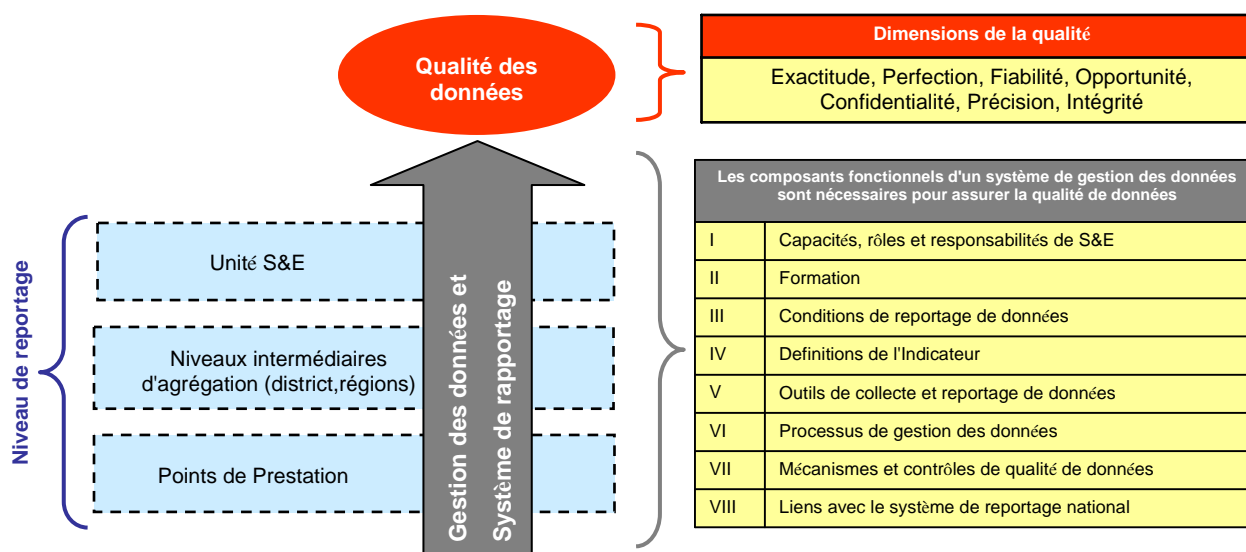 Qualité des
données
Dimensions de la qualité
Exactitude, Perfection, Fiabilité, Opportunité,
Confidentialité, Précision, Intégrité
Niveau de reportage
Unité S&E
Niveaux intermédiaires
d'agrégation (district,régions)
Points de Prestation
Gestion des données et
Système de rapportage
Les composants fonctionnels d'un système de gestion des données
sont nécessaires pour assurer la qualité de données
I Capacités, rôles et responsabilités de S&E
II Formation
III Conditions de reportage de données
IV Definitions de l'Indicateur
V Outils de collecte et reportage de données
VI Processus de gestion des données
VII Mécanismes et contrôles de qualité de données
VIII Liens avec le système de reportage national